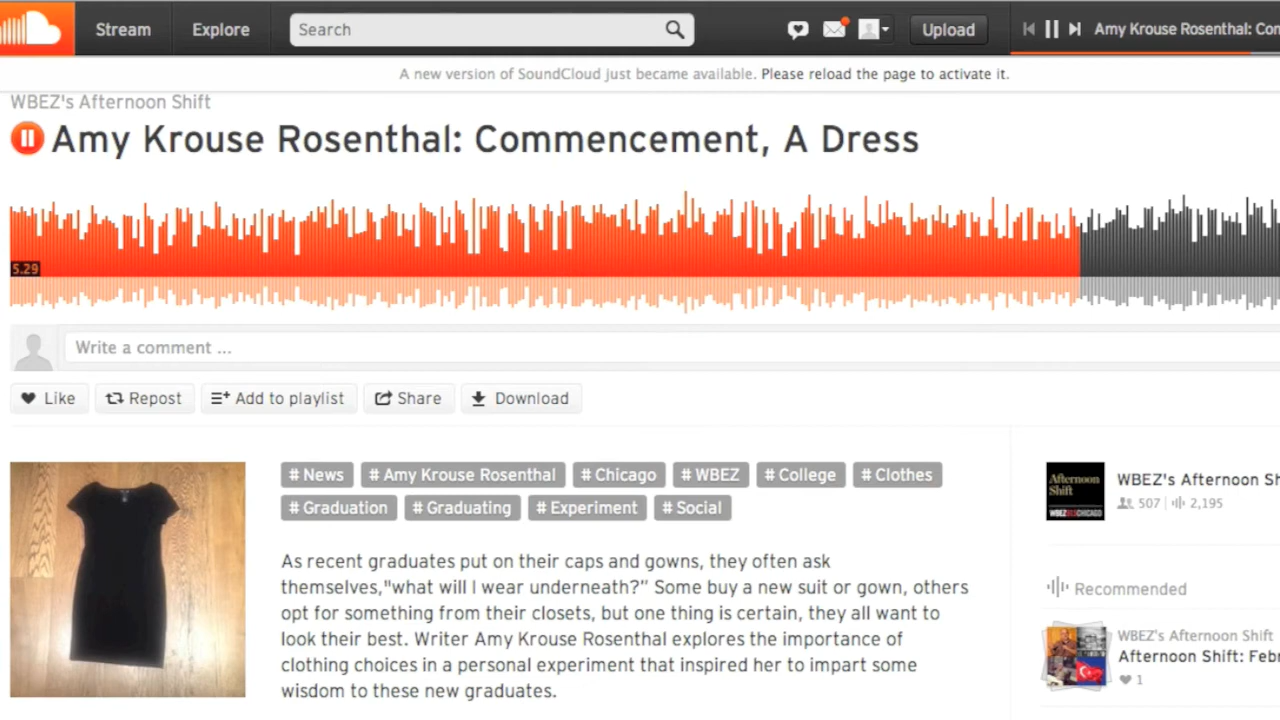 Stream Explore Search Upload Amy Krouse Rosenthal: Con
A new version of SoundCloud just became available. Please reload the page to activate it.
WBEZ's Afternoon Shift
Amy Krouse Rosenthal: Commencement, A Dress
5.29
Write a comment ...
Like Repost Add to playlist Share Download
# News # Amy Krouse Rosenthal # Chicago # WBEZ # College # Clothes
# Graduation # Graduating # Experiment # Social
As recent graduates put on their caps and gowns, they often ask
themselves,"what will I wear underneath?” Some buy a new suit or gown, others
opt for something from their closets, but one thing is certain, they all want to
look their best. Writer Amy Krouse Rosenthal explores the importance of
clothing choices in a personal experiment that inspired her to impart some
wisdom to these new graduates.
Afternoon
Shift
WBEZ91.5CHICAGO
WBEZ's Afternoon Sh
507 2,195
Recommended
WBEZ's Afternoon Shift
Afternoon Shift: Feb
1